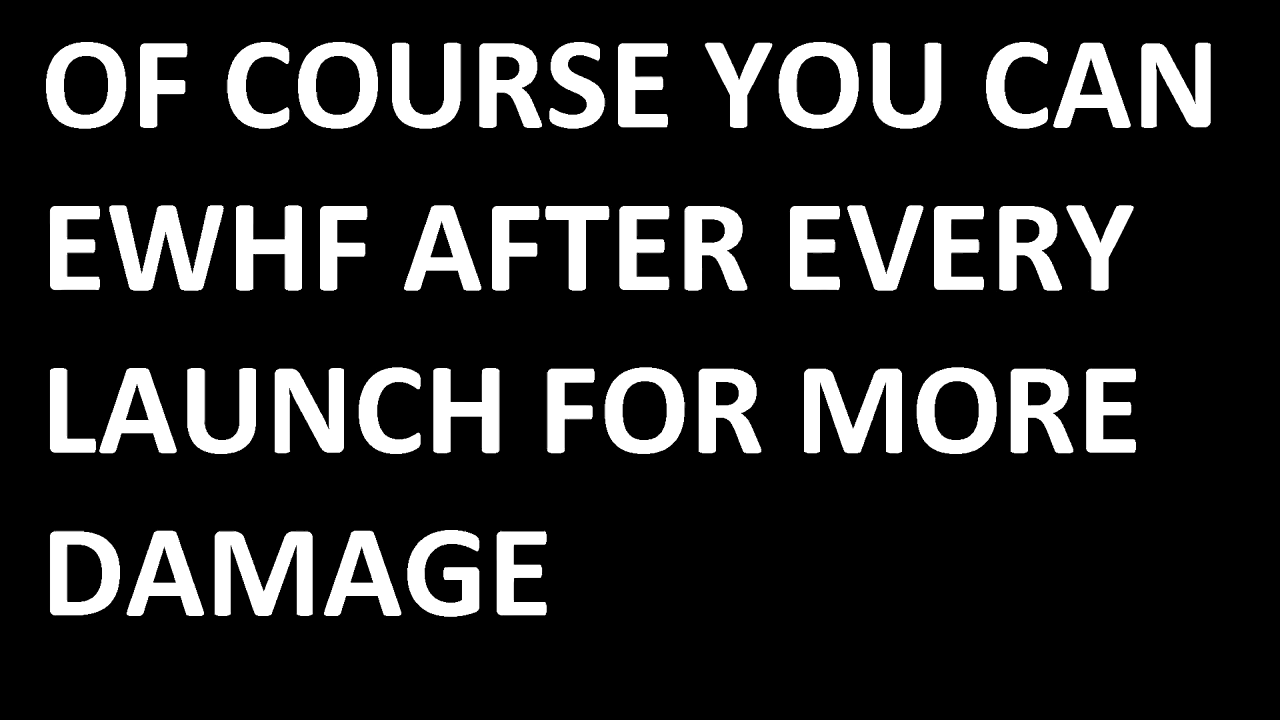 OF COURSE YOU CAN
EWHF AFTER EVERY
LAUNCH FOR MORE
DAMAGE